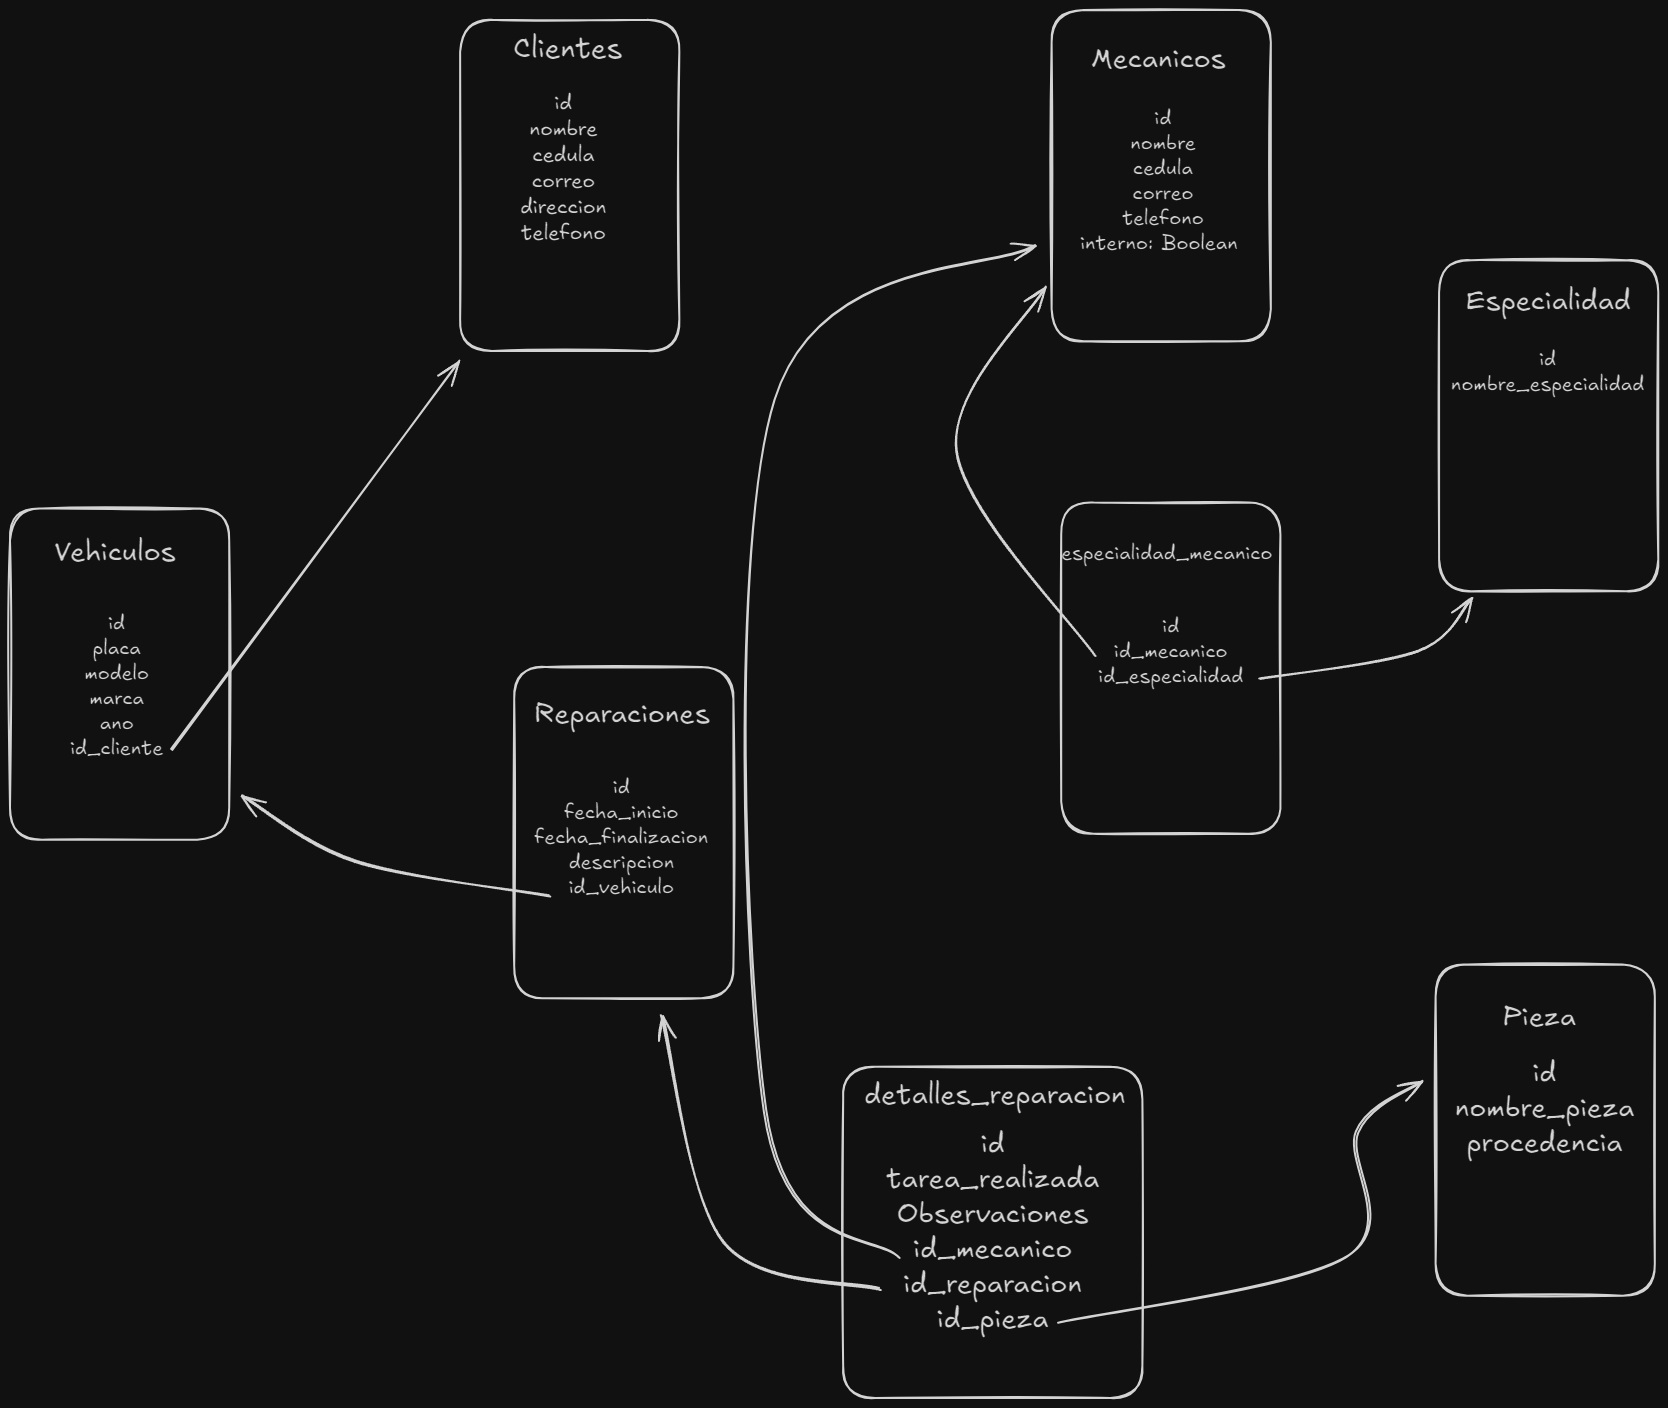 Clientes
id
nombre
cedula
correo
direccion
telefono
Mecanicos
id
nombre
cedula
correo
telefono
interno: Boolean
Especialidad
id
nombre_especialidad
Vehiculos
id
placa
modelo
marca
ano
id_cliente
especialidad_mecanico
id
id_mecanico
id_especialidad
Reparaciones
id
fecha_inicio
fecha_finalizacion
descripcion
id_vehiculo
Pieza
id
nombre_pieza
procedencia
detalles_reparacion
id
tarea_realizada
Observaciones
id_mecanico
id_reparacion
id_pieza